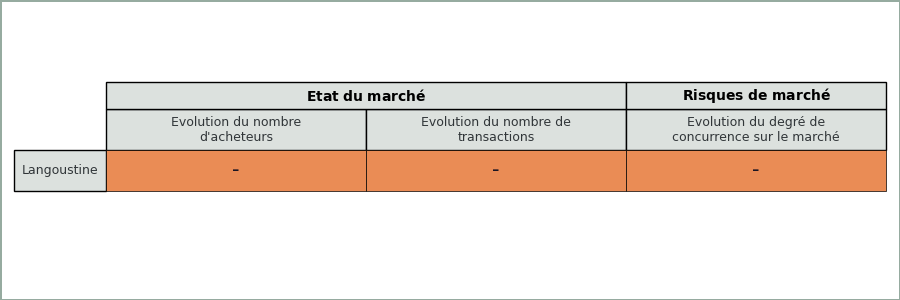 Etat du marché
Risques de marché
Evolution du nombre
d'acheteurs
Evolution du nombre de
transactions
Evolution du degré de
concurrence sur le marché
Langoustine
–
–
–